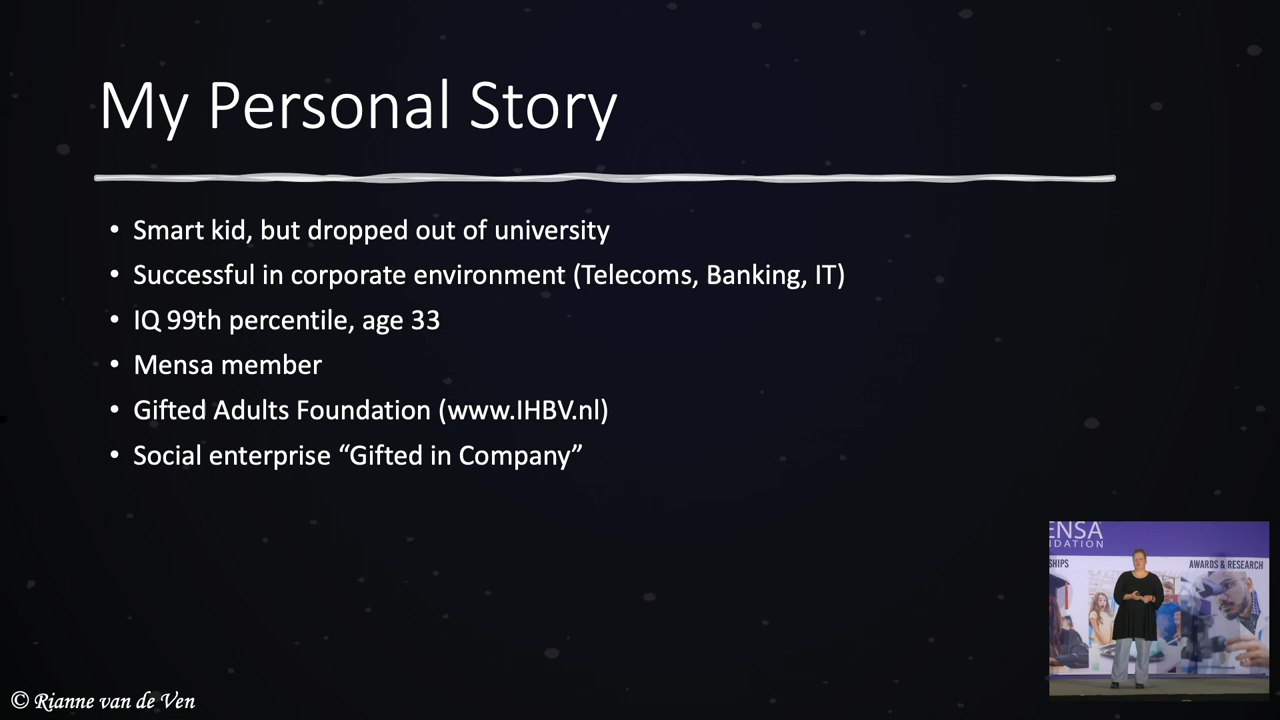 My Personal Story
• Smart kid, but dropped out of university
• Successful in corporate environment (Telecoms, Banking, IT)
• IQ 99th percentile, age 33
• Mensa member
• Gifted Adults Foundation (www.IHBV.nl)
• Social enterprise “Gifted in Company”
ENSA
NDATION
SHIPS
AWARDS & RESEARCH
© Rianne van de Ven